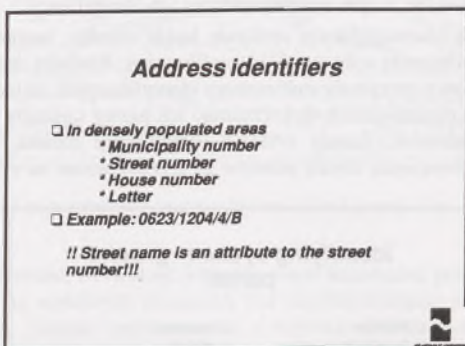 Address identifiers
❑ In densely populated areas
* Municipality number
* Street number
* House number
* Letter
❑ Example: 0623/1204/4/B
!! Street name is an attribute to the street
number!!!